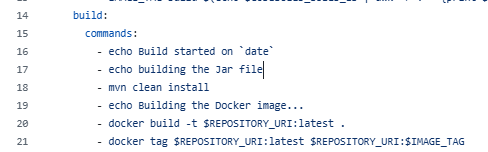 14 build:
15 commands:
16 - echo Build started on `date`
17 - echo building the Jar file
18 - mvn clean install
19 - echo Building the Docker image...
20 - docker build -t $REPOSITORY_URI:latest .
21 - docker tag $REPOSITORY_URI:latest $REPOSITORY_URI:$IMAGE_TAG